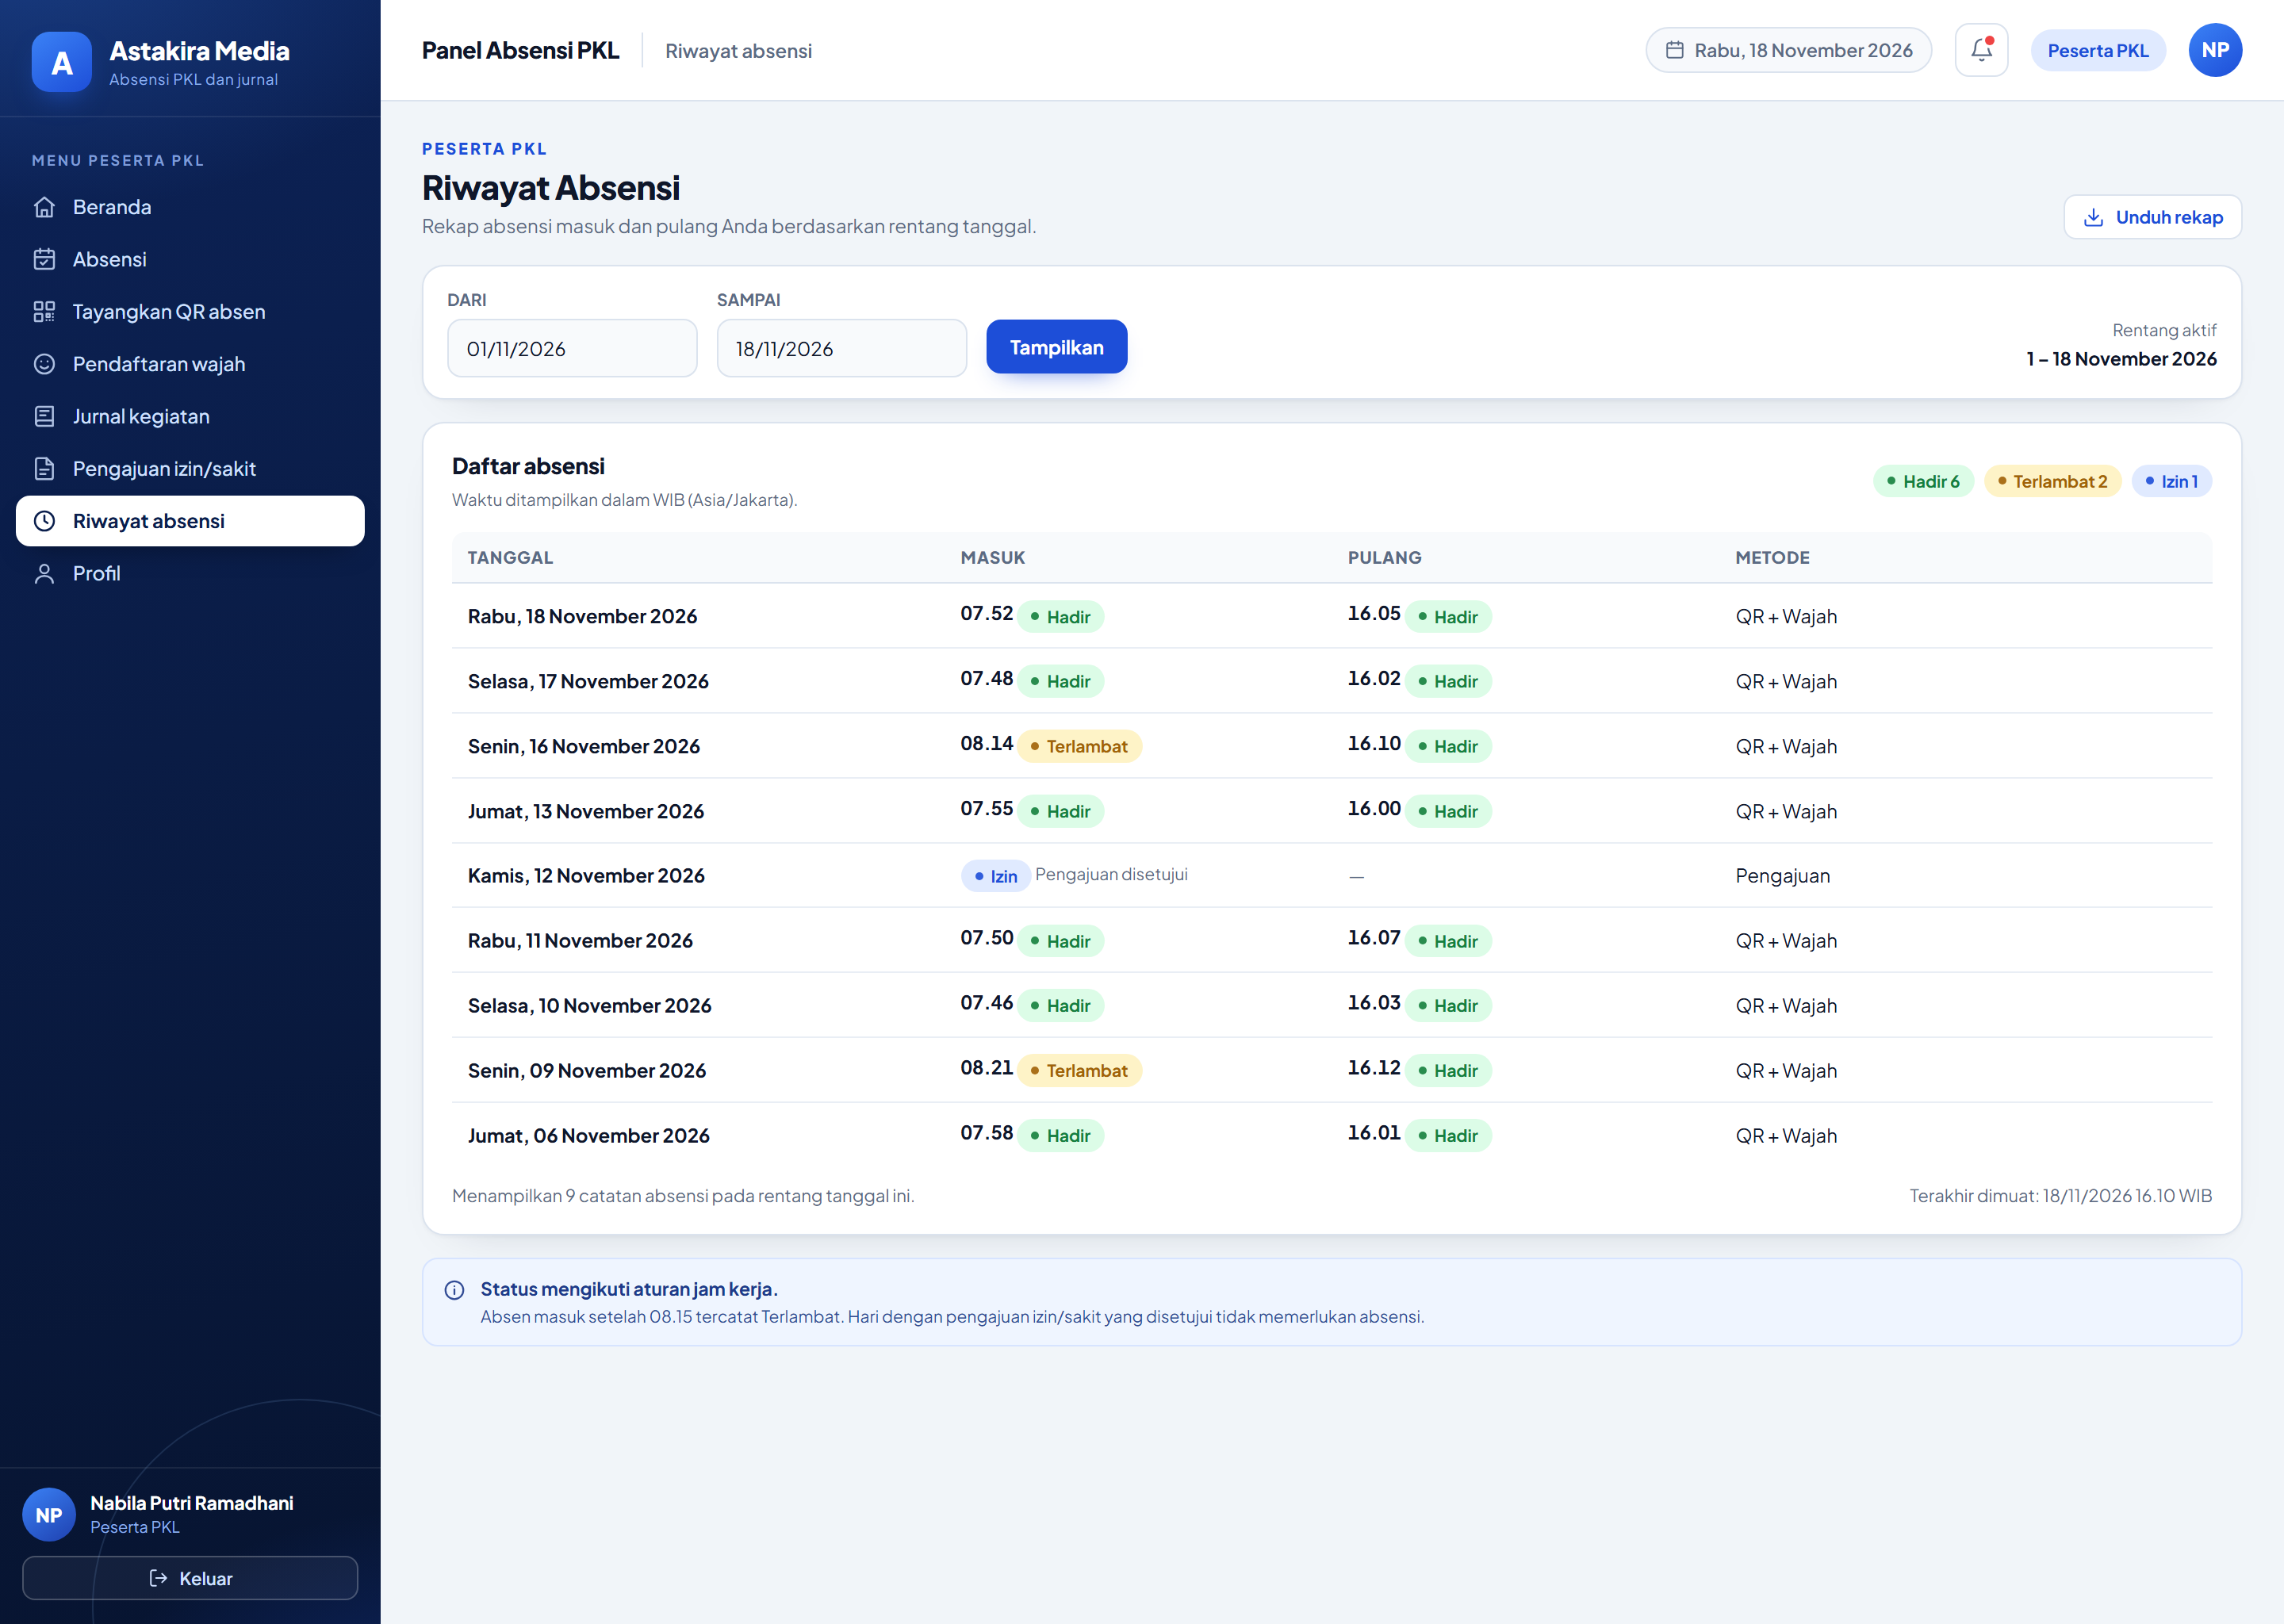 A
Astakira Media
Absensi PKL dan jurnal
MENU PESERTA PKL
Beranda
Absensi
Tayangkan QR absen
Pendaftaran wajah
Jurnal kegiatan
Pengajuan izin/sakit
Riwayat absensi
Profil
NP
Nabila Putri Ramadhani
Peserta PKL
Keluar
Panel Absensi PKL
Riwayat absensi
Rabu, 18 November 2026
Peserta PKL
NP
PESERTA PKL
Riwayat Absensi
Rekap absensi masuk dan pulang Anda berdasarkan rentang tanggal.
Unduh rekap
DARI SAMPAI
01/11/2026 18/11/2026 Tampilkan
Rentang aktif
1 – 18 November 2026
Daftar absensi
Waktu ditampilkan dalam WIB (Asia/Jakarta).
Hadir 6 Terlambat 2 Izin 1
TANGGAL MASUK PULANG METODE
Rabu, 18 November 2026 07.52 Hadir 16.05 Hadir QR + Wajah
Selasa, 17 November 2026 07.48 Hadir 16.02 Hadir QR + Wajah
Senin, 16 November 2026 08.14 Terlambat 16.10 Hadir QR + Wajah
Jumat, 13 November 2026 07.55 Hadir 16.00 Hadir QR + Wajah
Kamis, 12 November 2026 Izin Pengajuan disetujui — Pengajuan
Rabu, 11 November 2026 07.50 Hadir 16.07 Hadir QR + Wajah
Selasa, 10 November 2026 07.46 Hadir 16.03 Hadir QR + Wajah
Senin, 09 November 2026 08.21 Terlambat 16.12 Hadir QR + Wajah
Jumat, 06 November 2026 07.58 Hadir 16.01 Hadir QR + Wajah
Menampilkan 9 catatan absensi pada rentang tanggal ini.
Terakhir dimuat: 18/11/2026 16.10 WIB
Status mengikuti aturan jam kerja.
Absen masuk setelah 08.15 tercatat Terlambat. Hari dengan pengajuan izin/sakit yang disetujui tidak memerlukan absensi.